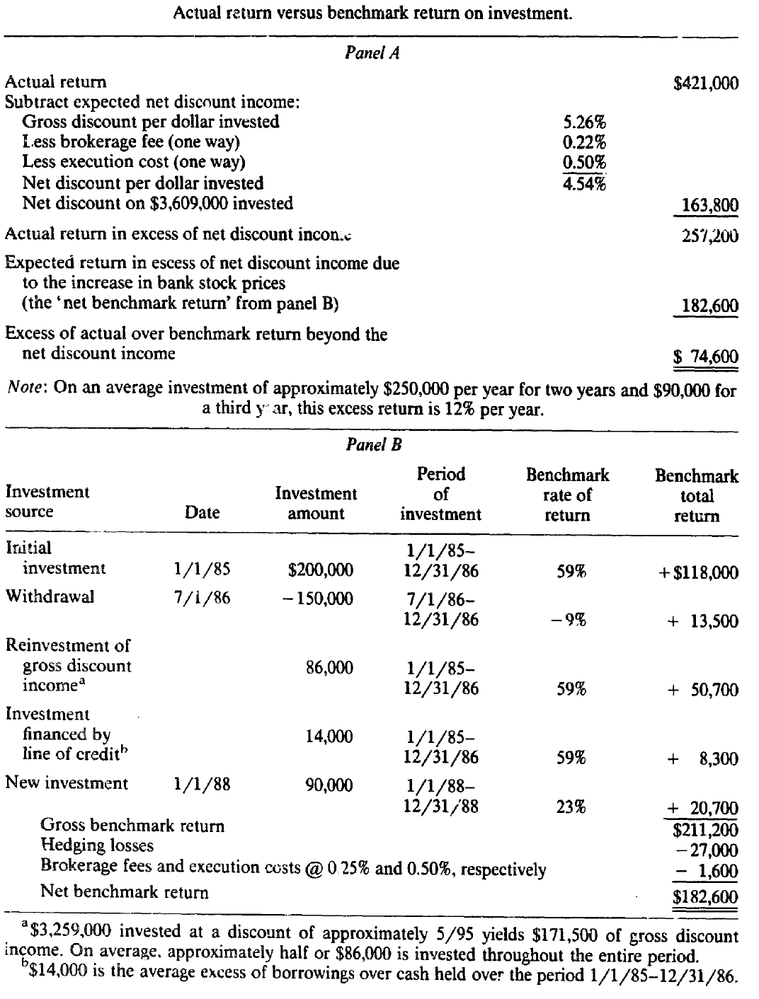 Actual return versus benchmark return on investment.
Panel A
Actual return $421,000
Subtract expected net discount income:
Gross discount per dollar invested 5.26%
Less brokerage fee (one way) 0.22%
Less execution cost (one way) 0.50%
Net discount per dollar invested 4.54%
Net discount on $3,609,000 invested 163,800
Actual return in excess of net discount income 257,200
Expected return in escess of net discount income due
to the increase in bank stock prices
(the ‘net benchmark return’ from panel B) 182,600
Excess of actual over benchmark return beyond the
net discount income $ 74,600
Note: On an average investment of approximately $250,000 per year for two years and $90,000 for
a third year, this excess return is 12% per year.
Panel B
Period Benchmark Benchmark
Investment Investment of rate of total
source Date amount investment return return
Initial 1/1/85–
investment 1/1/85 $200,000 12/31/86 59% +$118,000
Withdrawal 7/1/86 −150,000 7/1/86–
12/31/86 −9% + 13,500
Reinvestment of
gross discount 86,000 1/1/85–
income^a 12/31/86 59% + 50,700
Investment
financed by 14,000 1/1/85–
line of credit^b 12/31/86 59% + 8,300
New investment 1/1/88 90,000 1/1/88–
12/31/88 23% + 20,700
Gross benchmark return $211,200
Hedging losses −27,000
Brokerage fees and execution costs @ 0 25% and 0.50%, respectively − 1,600
Net benchmark return $182,600
^a$3,259,000 invested at a discount of approximately 5/95 yields $171,500 of gross discount
income. On average, approximately half or $86,000 is invested throughout the entire period.
^b$14,000 is the average excess of borrowings over cash held over the period 1/1/85–12/31/86.